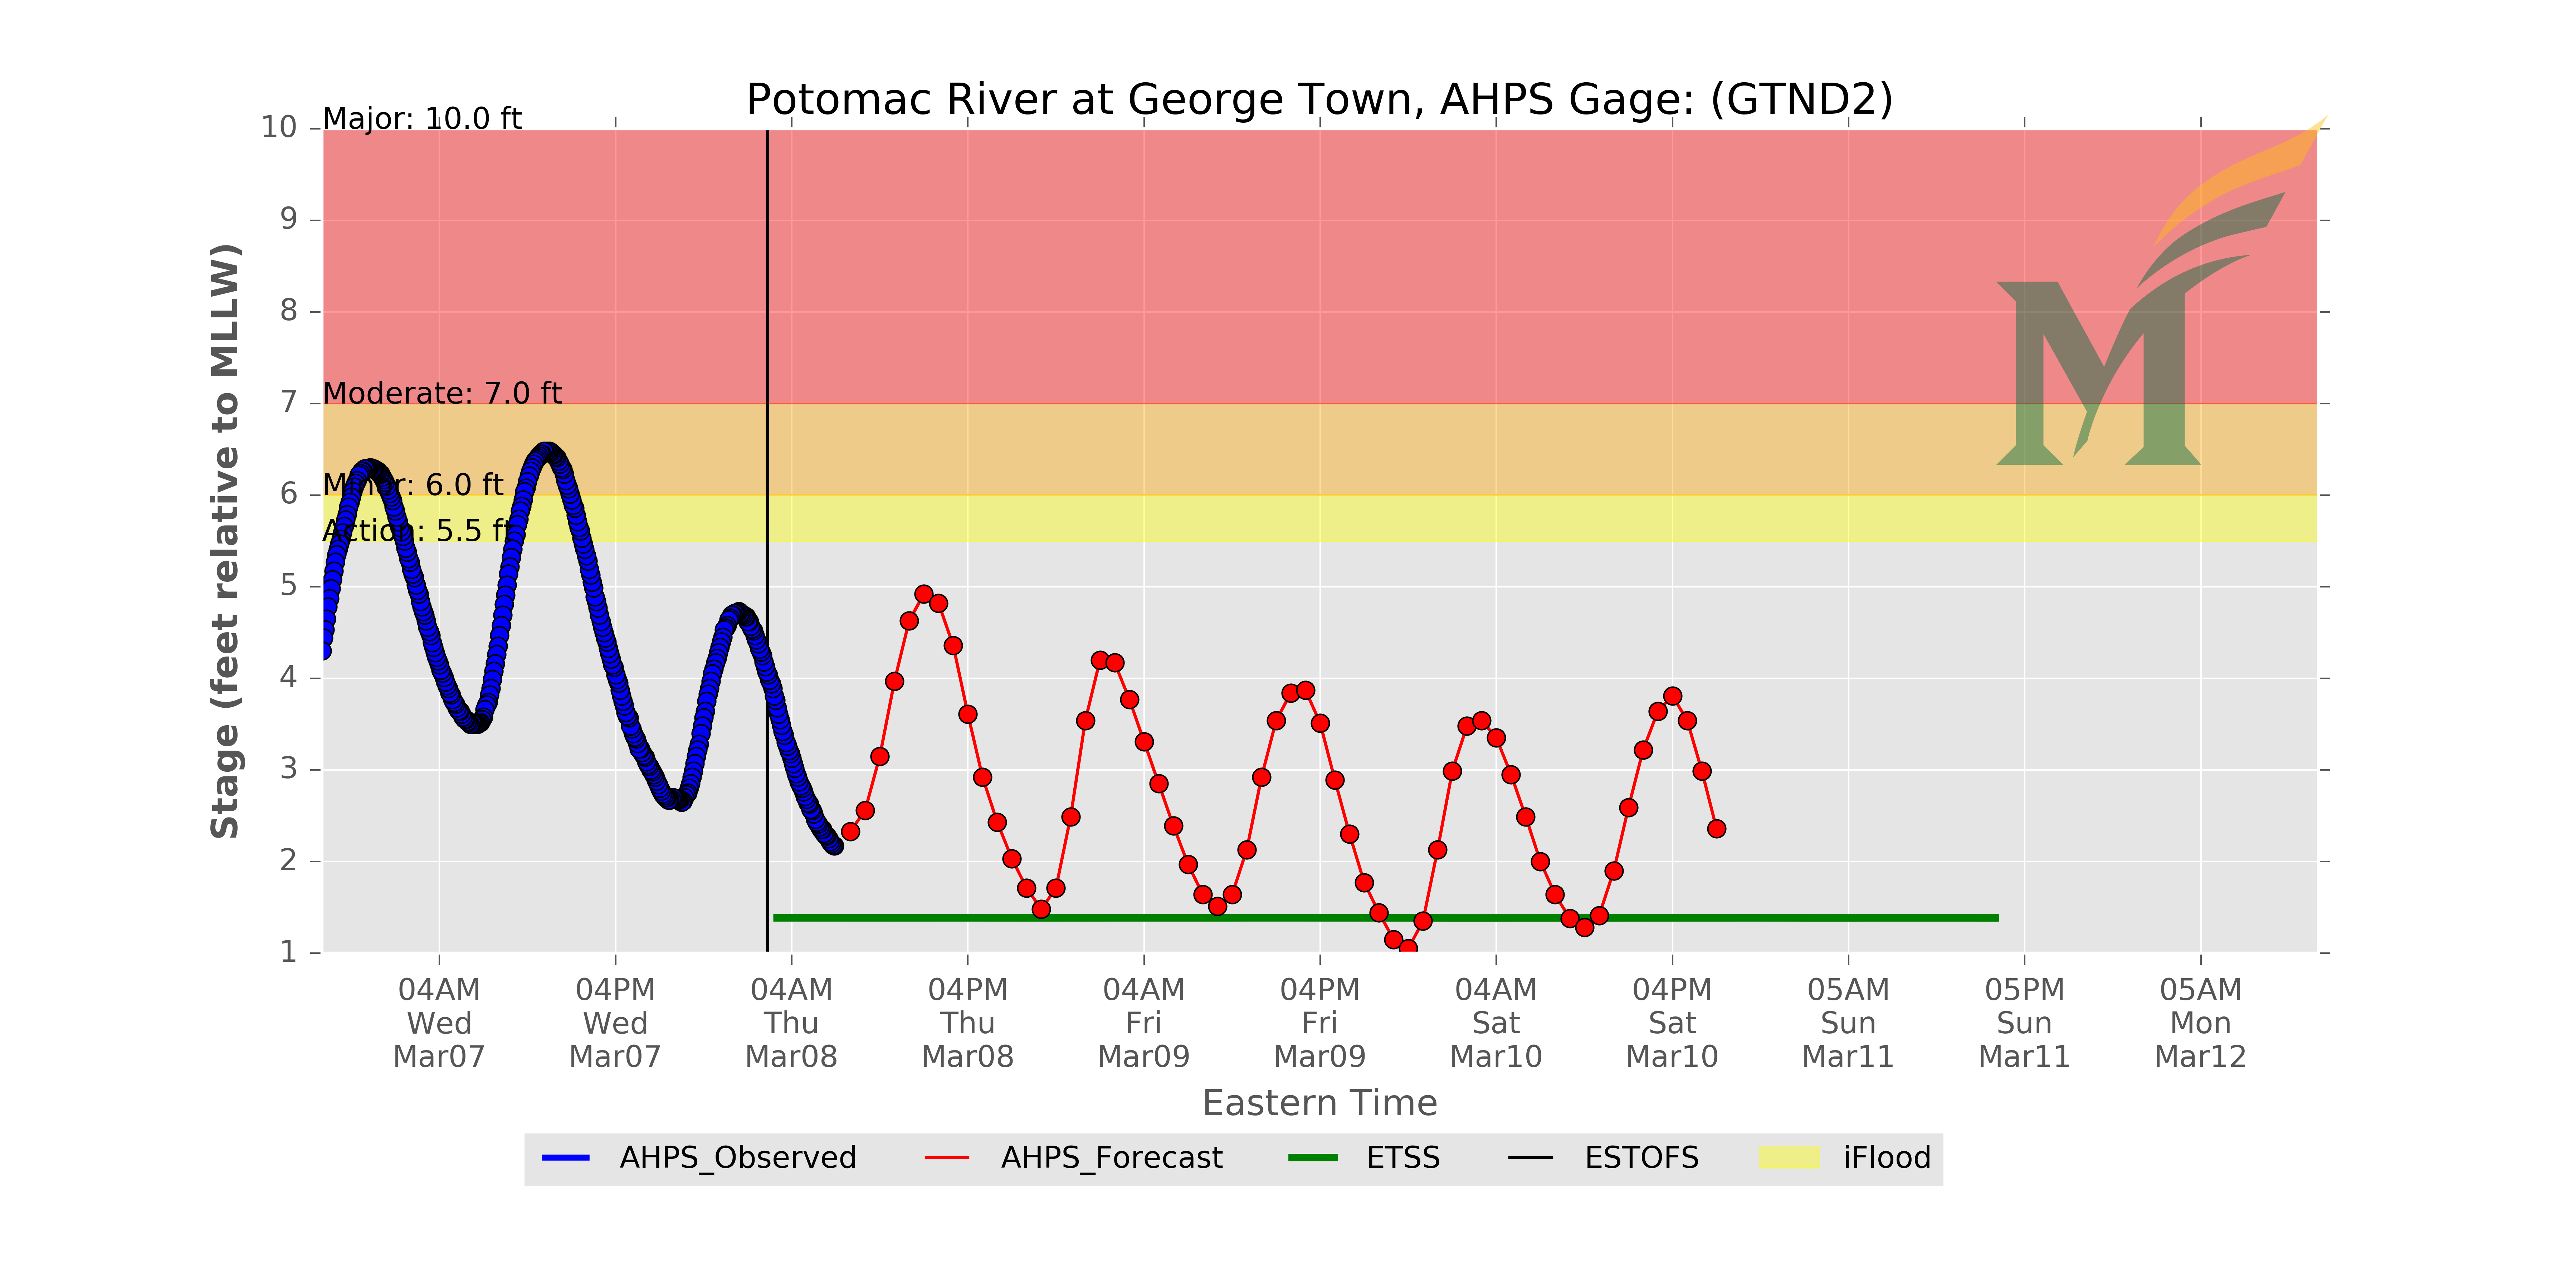 Potomac River at George Town, AHPS Gage: (GTND2)
Major: 10.0 ft
Moderate: 7.0 ft
Minor: 6.0 ft
Action: 5.5 ft
Stage (feet relative to MLLW)
10
9
8
7
6
5
4
3
2
1
04AM Wed Mar07
04PM Wed Mar07
04AM Thu Mar08
04PM Thu Mar08
04AM Fri Mar09
04PM Fri Mar09
04AM Sat Mar10
04PM Sat Mar10
05AM Sun Mar11
05PM Sun Mar11
05AM Mon Mar12
Eastern Time
AHPS_Observed AHPS_Forecast ETSS ESTOFS iFlood
M